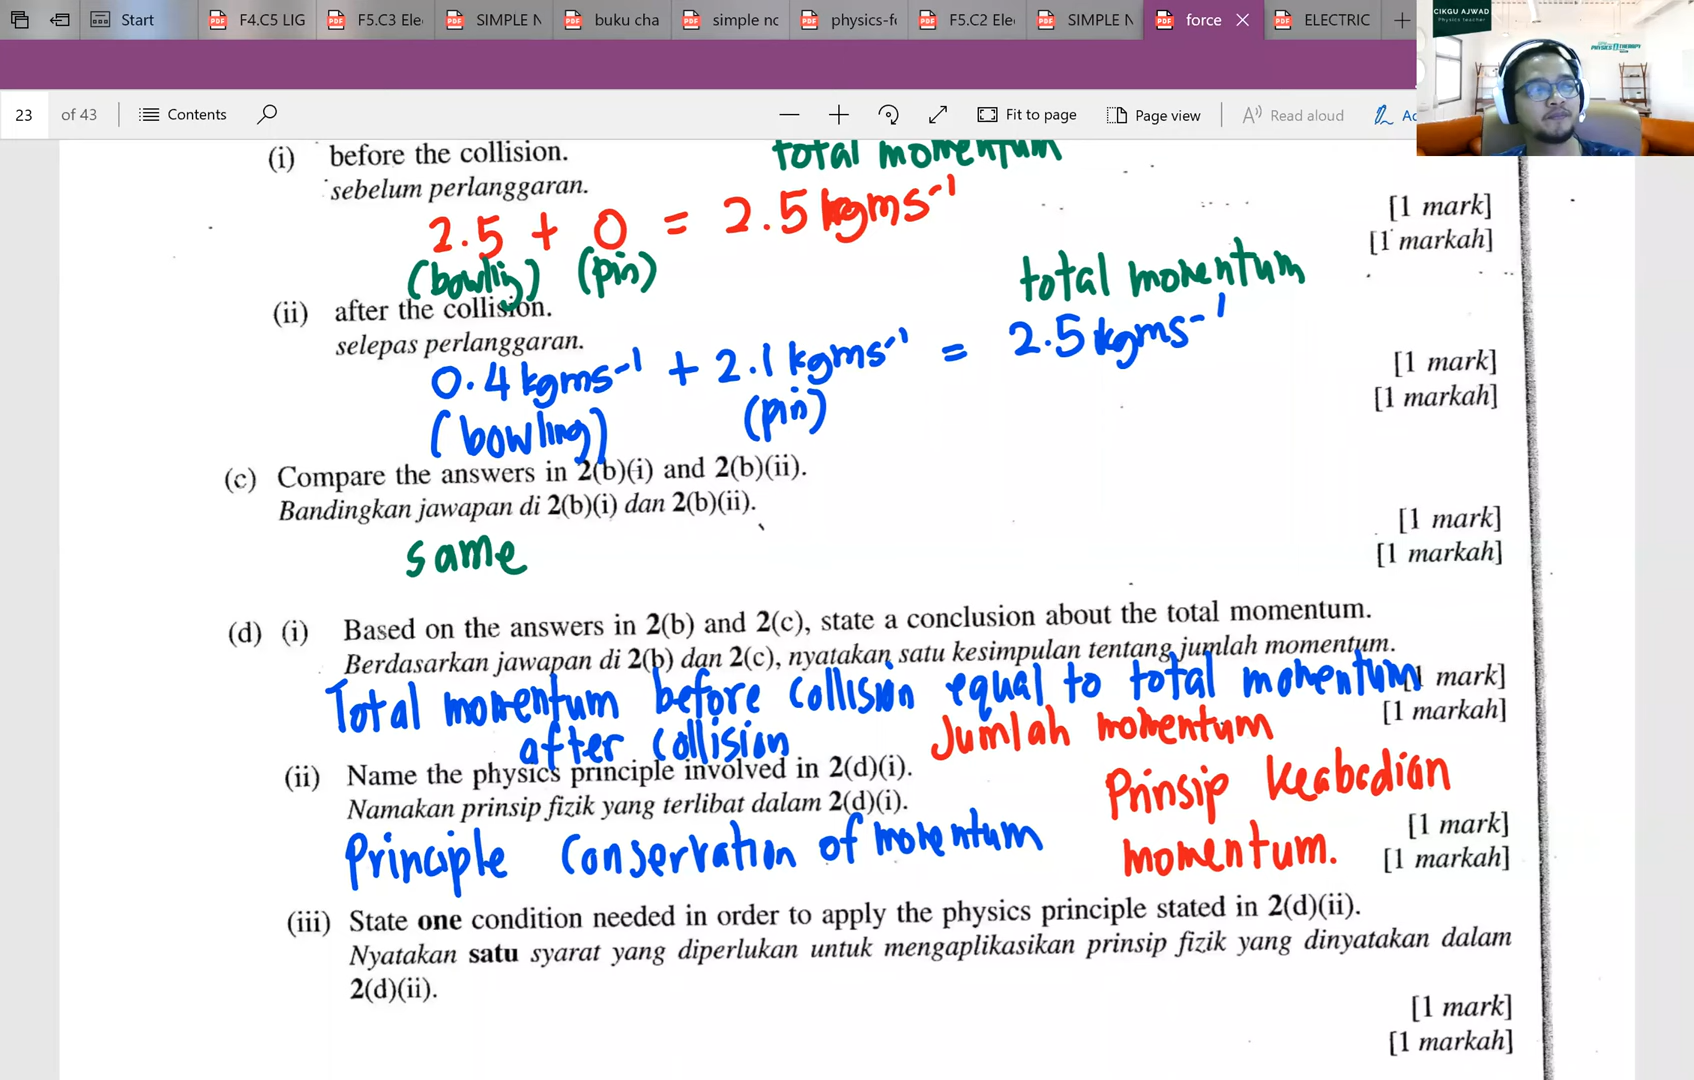 Start
F4.C5 LIG
F5.C3 Ele
SIMPLE N
buku cha
simple nc
physics-f
F5.C2 Ele
SIMPLE N
force
ELECTRIC
CIKGU AJWAD
Physics teacher
PHYSICS THERAPY
23 of 43
Contents
Fit to page
Page view
Read aloud
(i) before the collision.
total momentum
sebelum perlanggaran.
[1 mark]
2.5 + 0 = 2.5 kgms⁻¹
[1 markah]
(bowling) (pin)
total momentum
(ii) after the collision.
selepas perlanggaran.
0.4 kgms⁻¹ + 2.1 kgms⁻¹ = 2.5 kgms⁻¹
[1 mark]
(bowling) (pin)
[1 markah]
(c) Compare the answers in 2(b)(i) and 2(b)(ii).
Bandingkan jawapan di 2(b)(i) dan 2(b)(ii).
[1 mark]
same
[1 markah]
(d) (i) Based on the answers in 2(b) and 2(c), state a conclusion about the total momentum.
Berdasarkan jawapan di 2(b) dan 2(c), nyatakan satu kesimpulan tentang jumlah momentum.
Total momentum before collision equal to total momentum
mark]
after collision
Jumlah momentum
[1 markah]
(ii) Name the physics principle involved in 2(d)(i).
Prinsip Keabadian
Namakan prinsip fizik yang terlibat dalam 2(d)(i).
[1 mark]
Principle Conservation of momentum
momentum.
[1 markah]
(iii) State one condition needed in order to apply the physics principle stated in 2(d)(ii).
Nyatakan satu syarat yang diperlukan untuk mengaplikasikan prinsip fizik yang dinyatakan dalam
2(d)(ii).
[1 mark]
[1 markah]